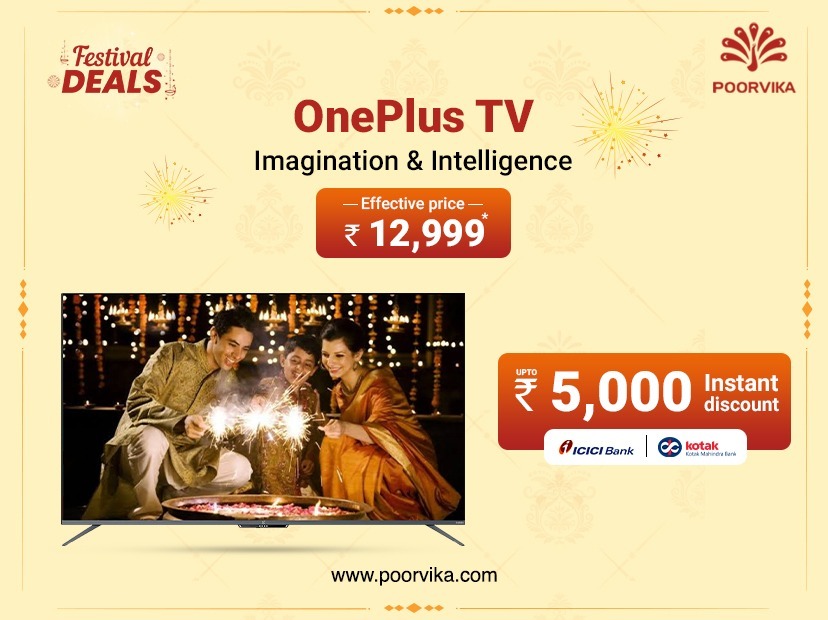 Festival
DEALS
POORVIKA
OnePlus TV
Imagination & Intelligence
Effective price
₹ 12,999*
UPTO
₹ 5,000 Instant
discount
ICICI Bank
kotak
Kotak Mahindra Bank
www.poorvika.com